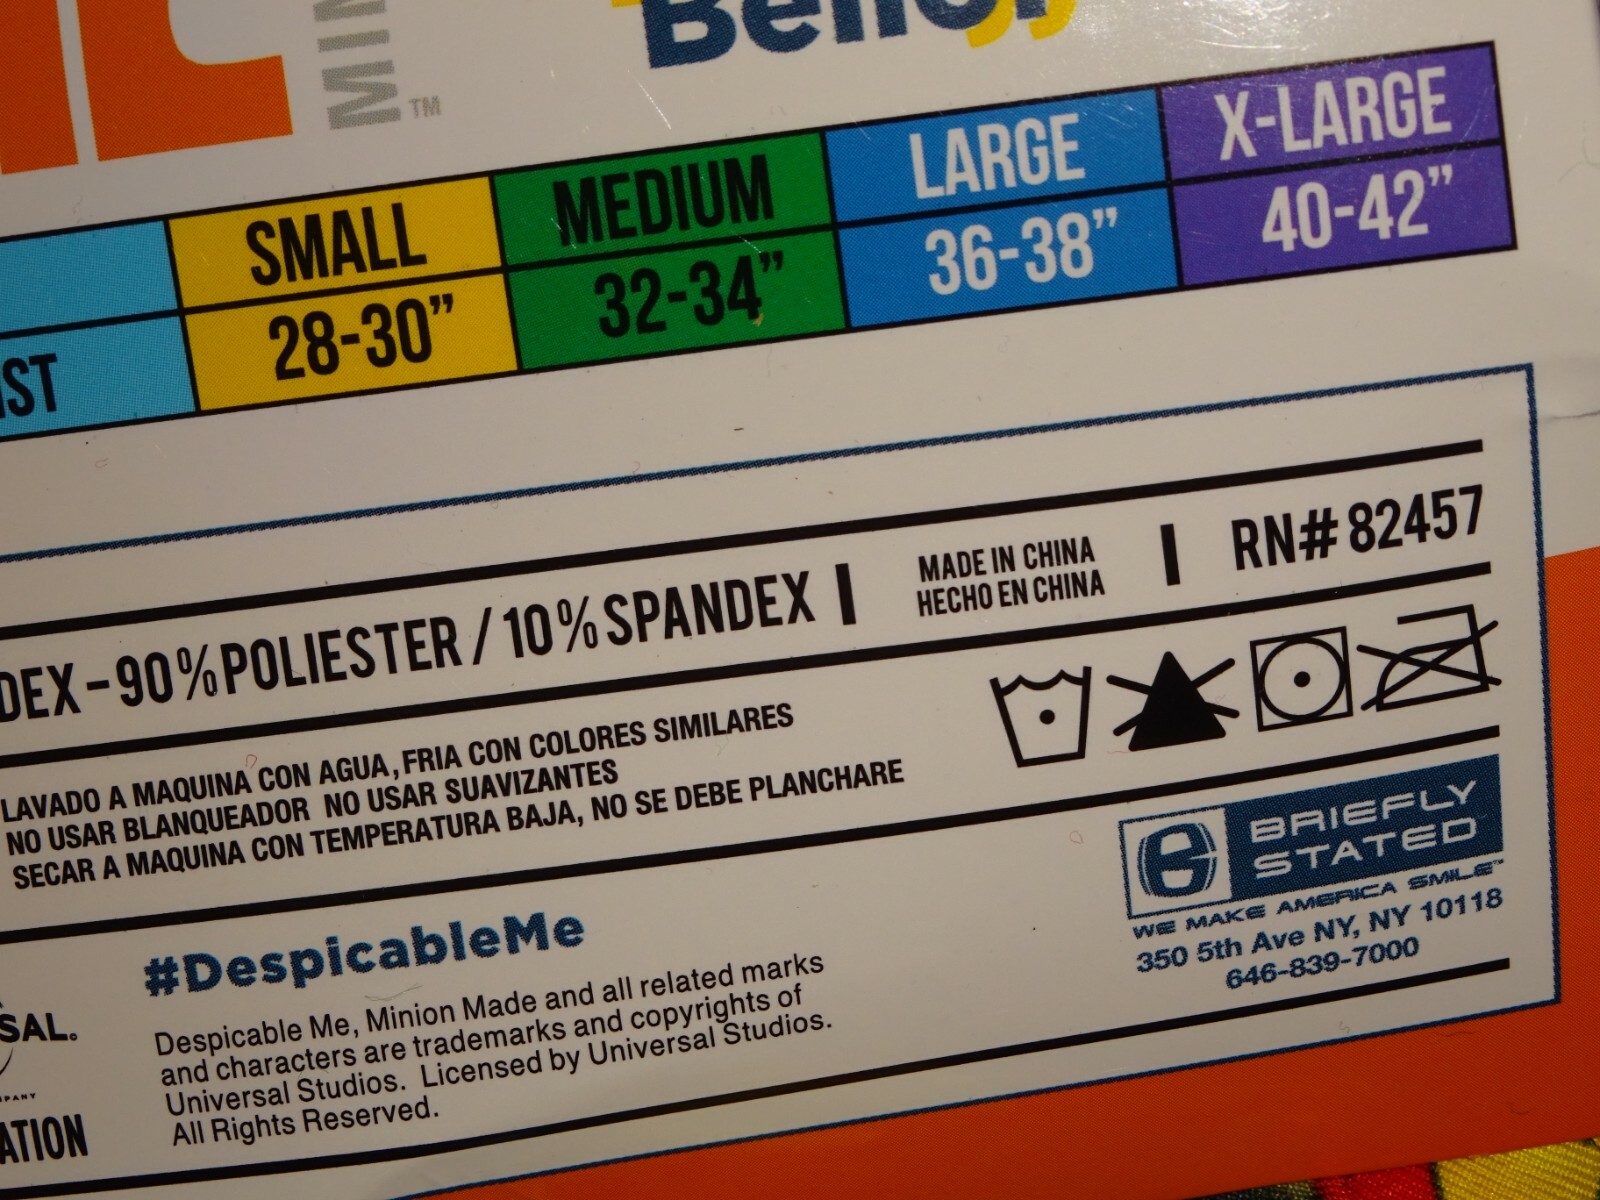 MIN
™
Bello!
SMALL MEDIUM LARGE X-LARGE
IST 28-30” 32-34” 36-38” 40-42”
DEX - 90% POLIESTER / 10% SPANDEX
MADE IN CHINA
HECHO EN CHINA
RN# 82457
LAVADO A MAQUINA CON AGUA, FRIA CON COLORES SIMILARES
NO USAR BLANQUEADOR NO USAR SUAVIZANTES
SECAR A MAQUINA CON TEMPERATURA BAJA, NO SE DEBE PLANCHARE
BRIEFLY
STATED
WE MAKE AMERICA SMILE™
350 5th Ave NY, NY 10118
646-839-7000
SAL®
MPANY
ATION
#DespicableMe
Despicable Me, Minion Made and all related marks
and characters are trademarks and copyrights of
Universal Studios. Licensed by Universal Studios.
All Rights Reserved.